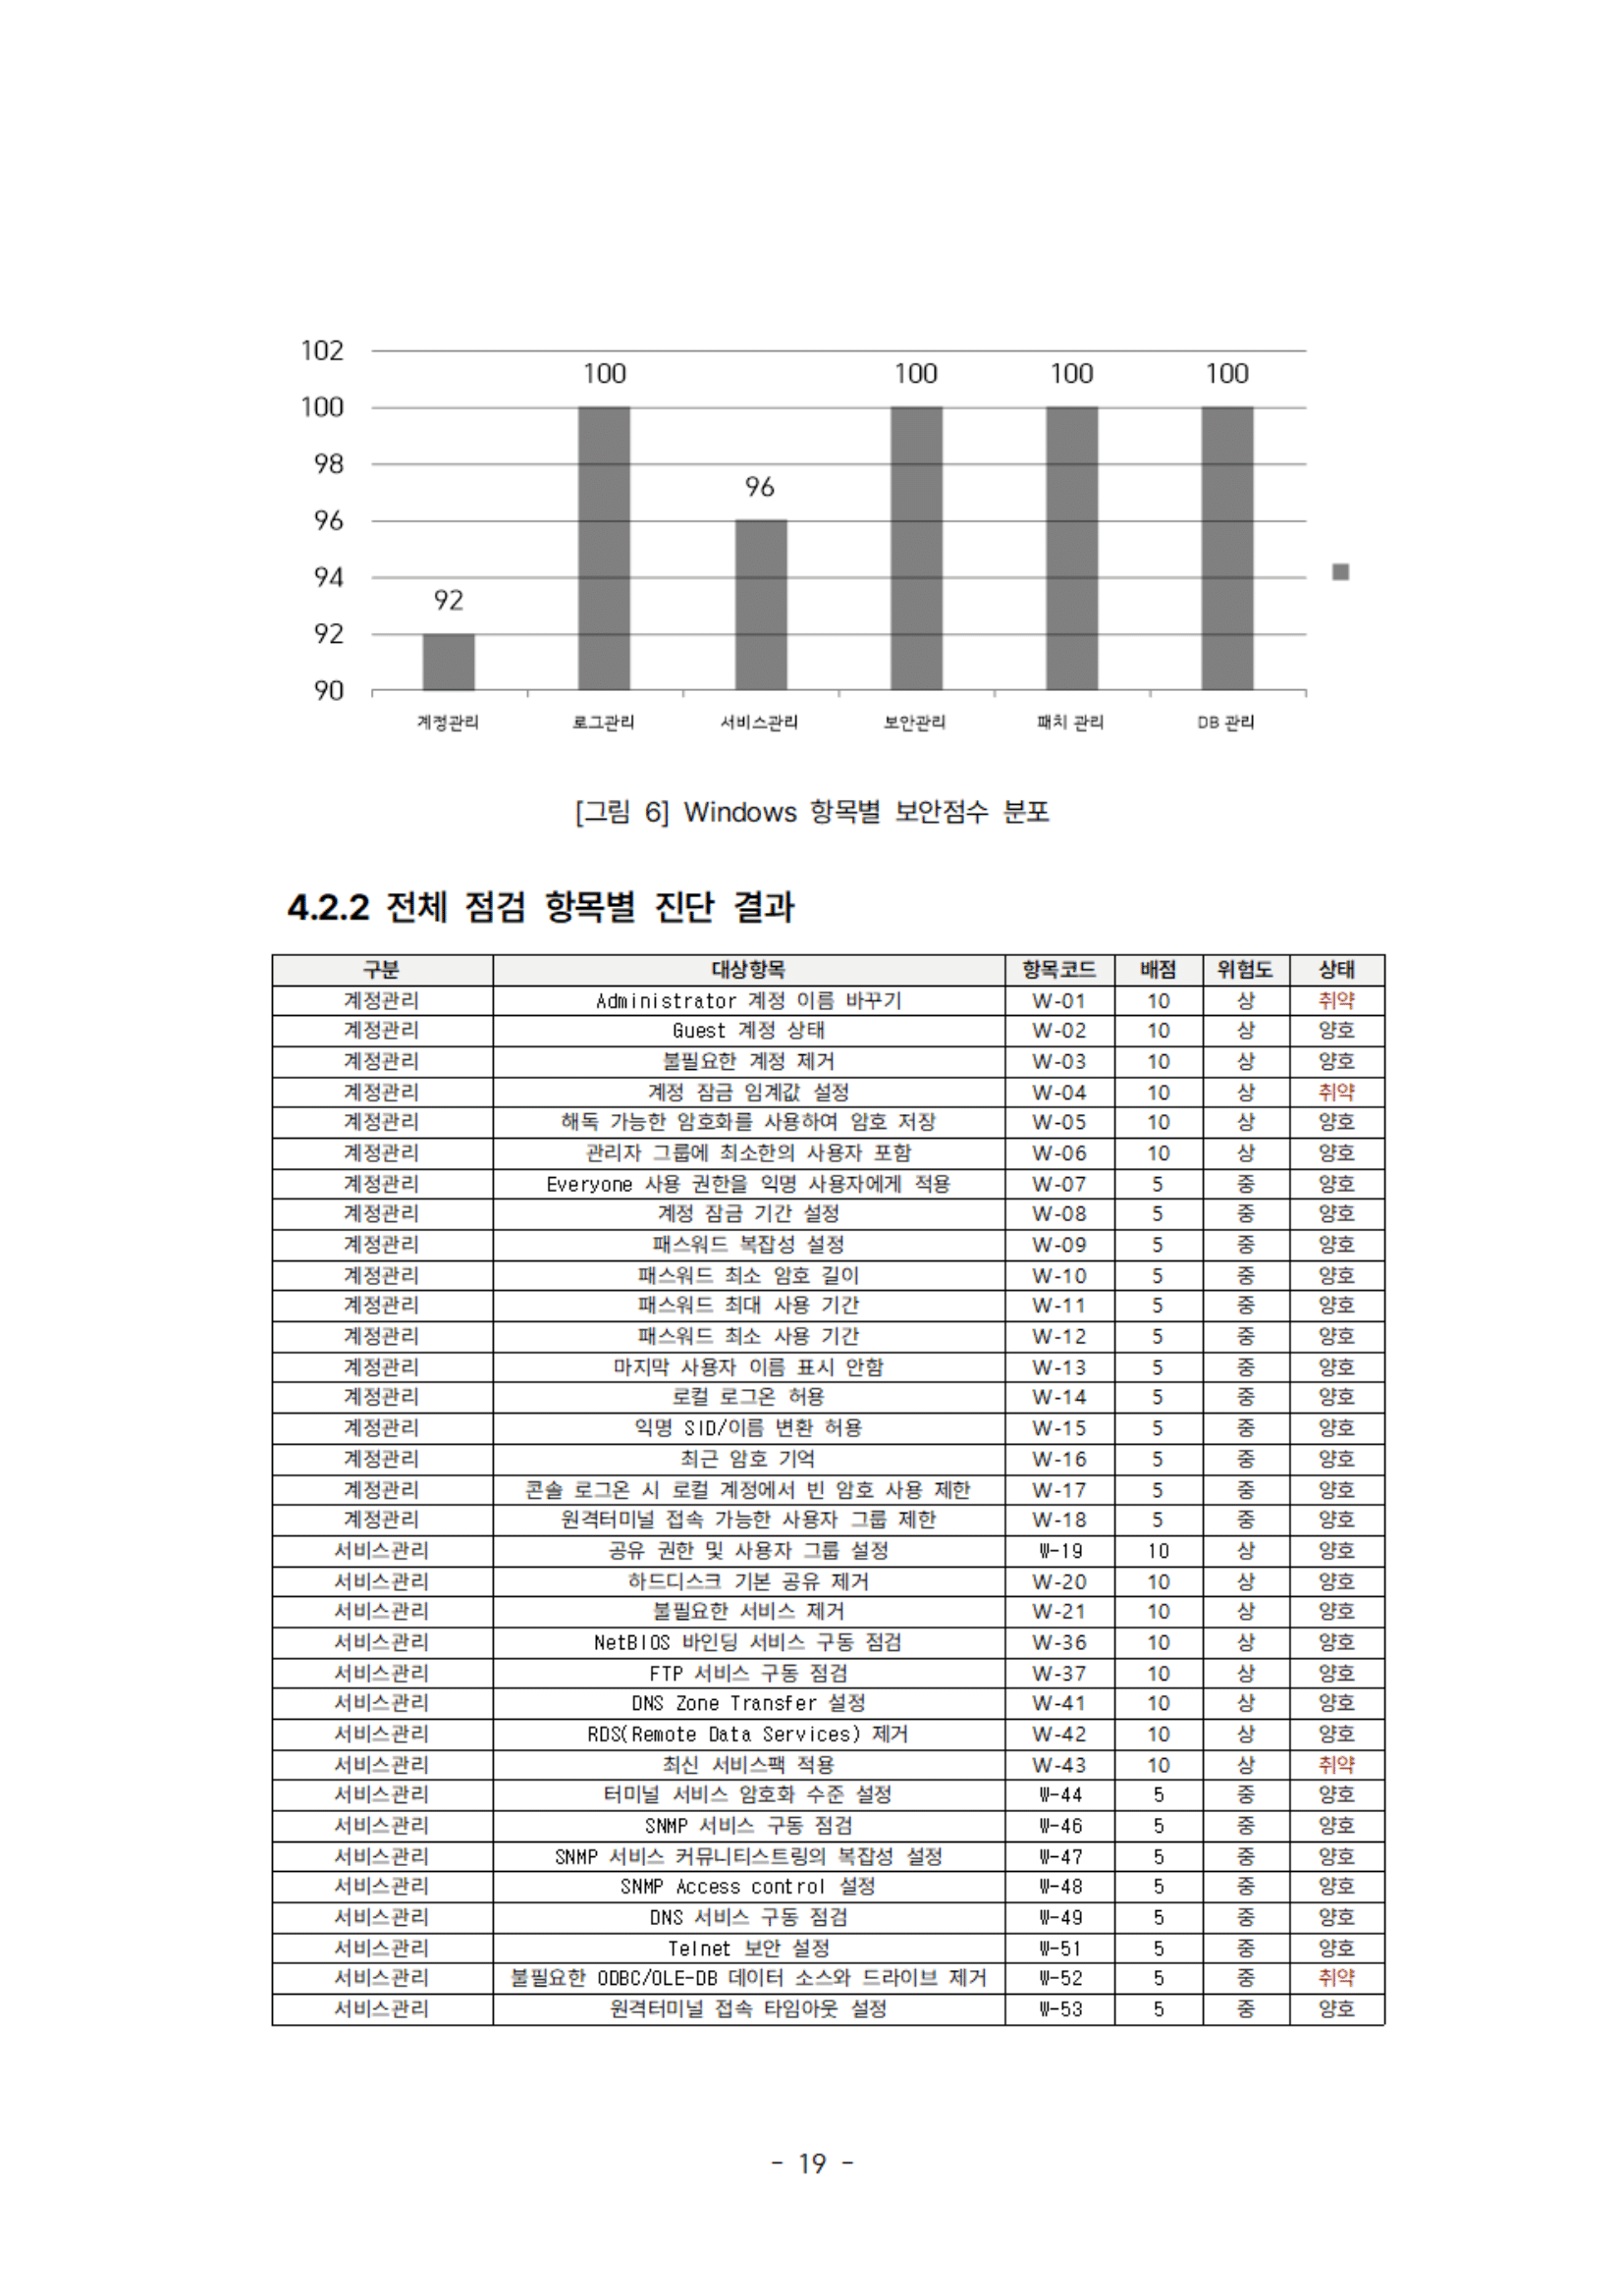 102
100
98
96
94
92
90
92
100
96
100
100
100
계정관리 로그관리 서비스관리 보안관리 패치 관리 DB 관리
[그림 6] Windows 항목별 보안점수 분포
4.2.2 전체 점검 항목별 진단 결과
구분 대상항목 항목코드 배점 위험도 상태
계정관리 Administrator 계정 이름 바꾸기 W-01 10 상 취약
계정관리 Guest 계정 상태 W-02 10 상 양호
계정관리 불필요한 계정 제거 W-03 10 상 양호
계정관리 계정 잠금 임계값 설정 W-04 10 상 취약
계정관리 해독 가능한 암호화를 사용하여 암호 저장 W-05 10 상 양호
계정관리 관리자 그룹에 최소한의 사용자 포함 W-06 10 상 양호
계정관리 Everyone 사용 권한을 익명 사용자에게 적용 W-07 5 중 양호
계정관리 계정 잠금 기간 설정 W-08 5 중 양호
계정관리 패스워드 복잡성 설정 W-09 5 중 양호
계정관리 패스워드 최소 암호 길이 W-10 5 중 양호
계정관리 패스워드 최대 사용 기간 W-11 5 중 양호
계정관리 패스워드 최소 사용 기간 W-12 5 중 양호
계정관리 마지막 사용자 이름 표시 안함 W-13 5 중 양호
계정관리 로컬 로그온 허용 W-14 5 중 양호
계정관리 익명 SID/이름 변환 허용 W-15 5 중 양호
계정관리 최근 암호 기억 W-16 5 중 양호
계정관리 콘솔 로그온 시 로컬 계정에서 빈 암호 사용 제한 W-17 5 중 양호
계정관리 원격터미널 접속 가능한 사용자 그룹 제한 W-18 5 중 양호
서비스관리 공유 권한 및 사용자 그룹 설정 W-19 10 상 양호
서비스관리 하드디스크 기본 공유 제거 W-20 10 상 양호
서비스관리 불필요한 서비스 제거 W-21 10 상 양호
서비스관리 NetBIOS 바인딩 서비스 구동 점검 W-36 10 상 양호
서비스관리 FTP 서비스 구동 점검 W-37 10 상 양호
서비스관리 DNS Zone Transfer 설정 W-41 10 상 양호
서비스관리 RDS(Remote Data Services) 제거 W-42 10 상 양호
서비스관리 최신 서비스팩 적용 W-43 10 상 취약
서비스관리 터미널 서비스 암호화 수준 설정 W-44 5 중 양호
서비스관리 SNMP 서비스 구동 점검 W-46 5 중 양호
서비스관리 SNMP 서비스 커뮤니티스트링의 복잡성 설정 W-47 5 중 양호
서비스관리 SNMP Access control 설정 W-48 5 중 양호
서비스관리 DNS 서비스 구동 점검 W-49 5 중 양호
서비스관리 Telnet 보안 설정 W-51 5 중 양호
서비스관리 불필요한 ODBC/OLE-DB 데이터 소스와 드라이브 제거 W-52 5 중 취약
서비스관리 원격터미널 접속 타임아웃 설정 W-53 5 중 양호
- 19 -